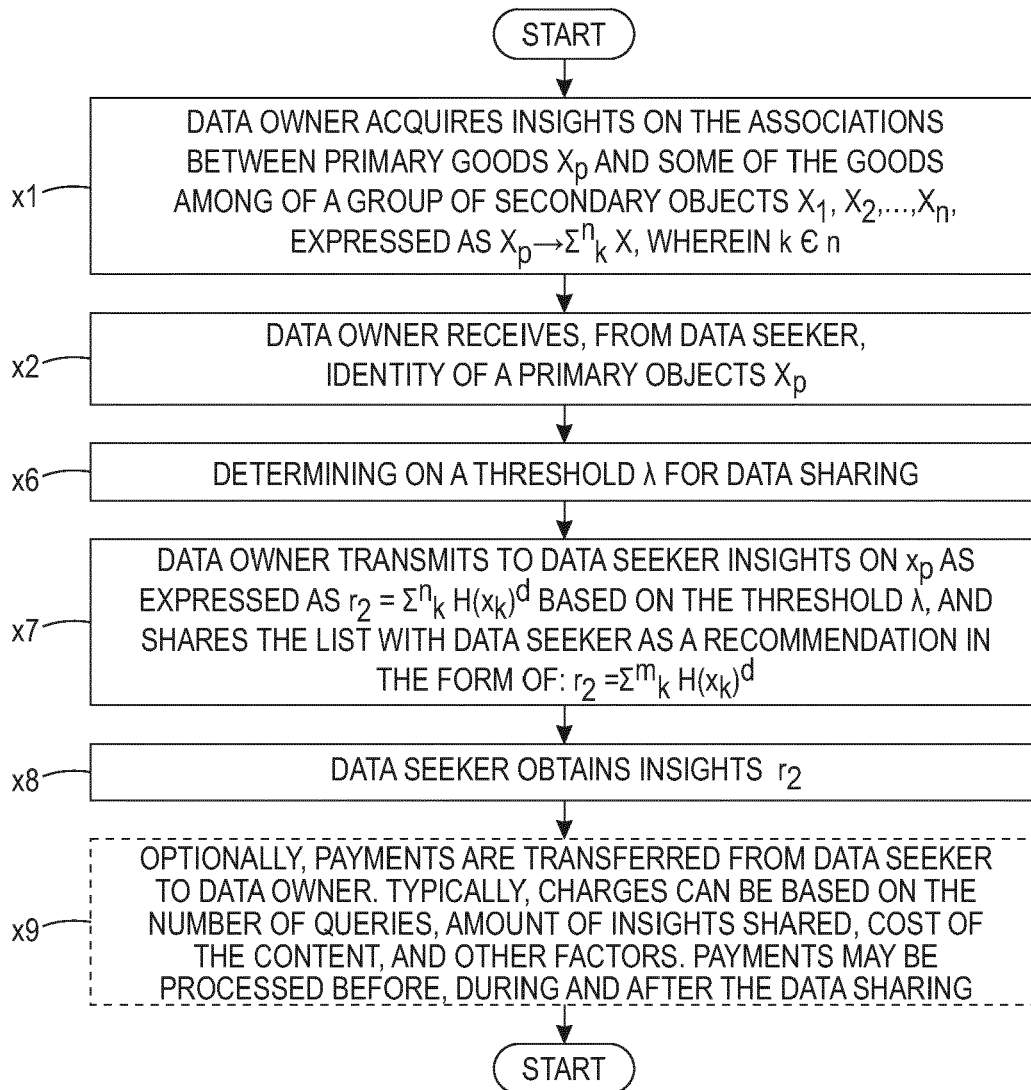 START
x1
DATA OWNER ACQUIRES INSIGHTS ON THE ASSOCIATIONS
BETWEEN PRIMARY GOODS Xp AND SOME OF THE GOODS
AMONG OF A GROUP OF SECONDARY OBJECTS X1, X2,...,Xn,
EXPRESSED AS Xp→Σⁿk X, WHEREIN k Є n
x2
DATA OWNER RECEIVES, FROM DATA SEEKER,
IDENTITY OF A PRIMARY OBJECTS Xp
x6
DETERMINING ON A THRESHOLD λ FOR DATA SHARING
x7
DATA OWNER TRANSMITS TO DATA SEEKER INSIGHTS ON xp AS
EXPRESSED AS r2 = Σⁿk H(xk)ᵈ BASED ON THE THRESHOLD λ, AND
SHARES THE LIST WITH DATA SEEKER AS A RECOMMENDATION IN
THE FORM OF: r2 =Σᵐk H(xk)ᵈ
x8
DATA SEEKER OBTAINS INSIGHTS r2
x9
OPTIONALLY, PAYMENTS ARE TRANSFERRED FROM DATA SEEKER
TO DATA OWNER. TYPICALLY, CHARGES CAN BE BASED ON THE
NUMBER OF QUERIES, AMOUNT OF INSIGHTS SHARED, COST OF
THE CONTENT, AND OTHER FACTORS. PAYMENTS MAY BE
PROCESSED BEFORE, DURING AND AFTER THE DATA SHARING
START